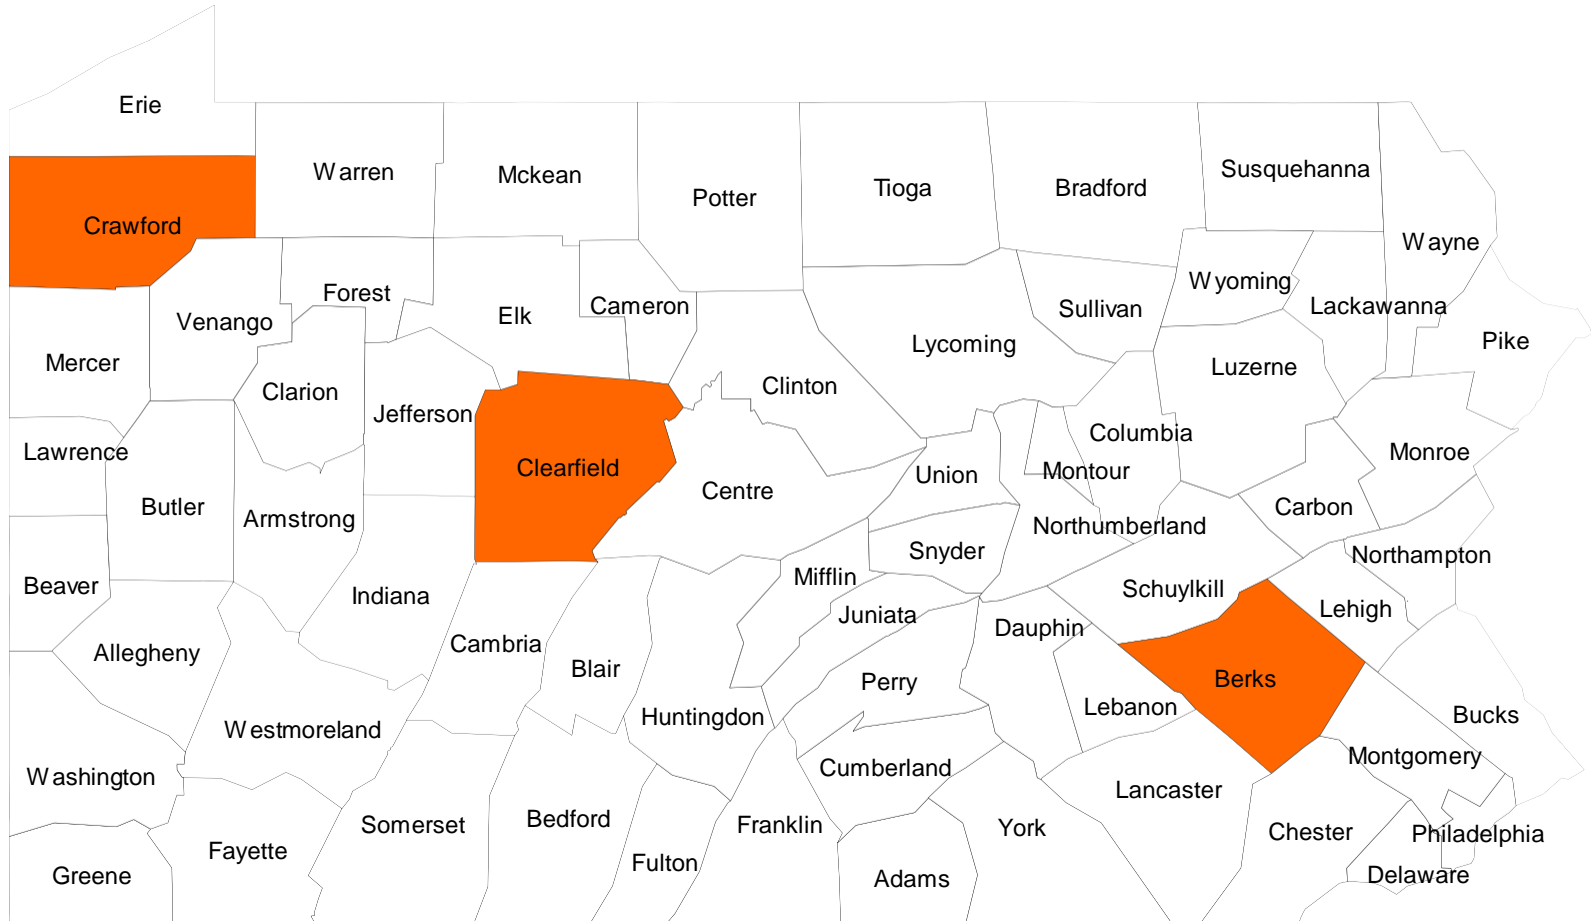 Erie
Warren
Mckean
Potter
Tioga
Bradford
Susquehanna
Crawford
Wayne
Forest
Venango
Elk
Cameron
Wyoming
Sullivan
Lackawanna
Pike
Mercer
Clarion
Jefferson
Clinton
Lycoming
Luzerne
Lawrence
Butler
Armstrong
Clearfield
Centre
Union
Columbia
Montour
Monroe
Carbon
Northumberland
Snyder
Northampton
Beaver
Indiana
Mifflin
Juniata
Schuylkill
Lehigh
Allegheny
Cambria
Blair
Dauphin
Perry
Berks
Lebanon
Westmoreland
Huntingdon
Bucks
Washington
Cumberland
Montgomery
Lancaster
Somerset
Bedford
Franklin
York
Chester
Philadelphia
Fayette
Fulton
Greene
Adams
Delaware